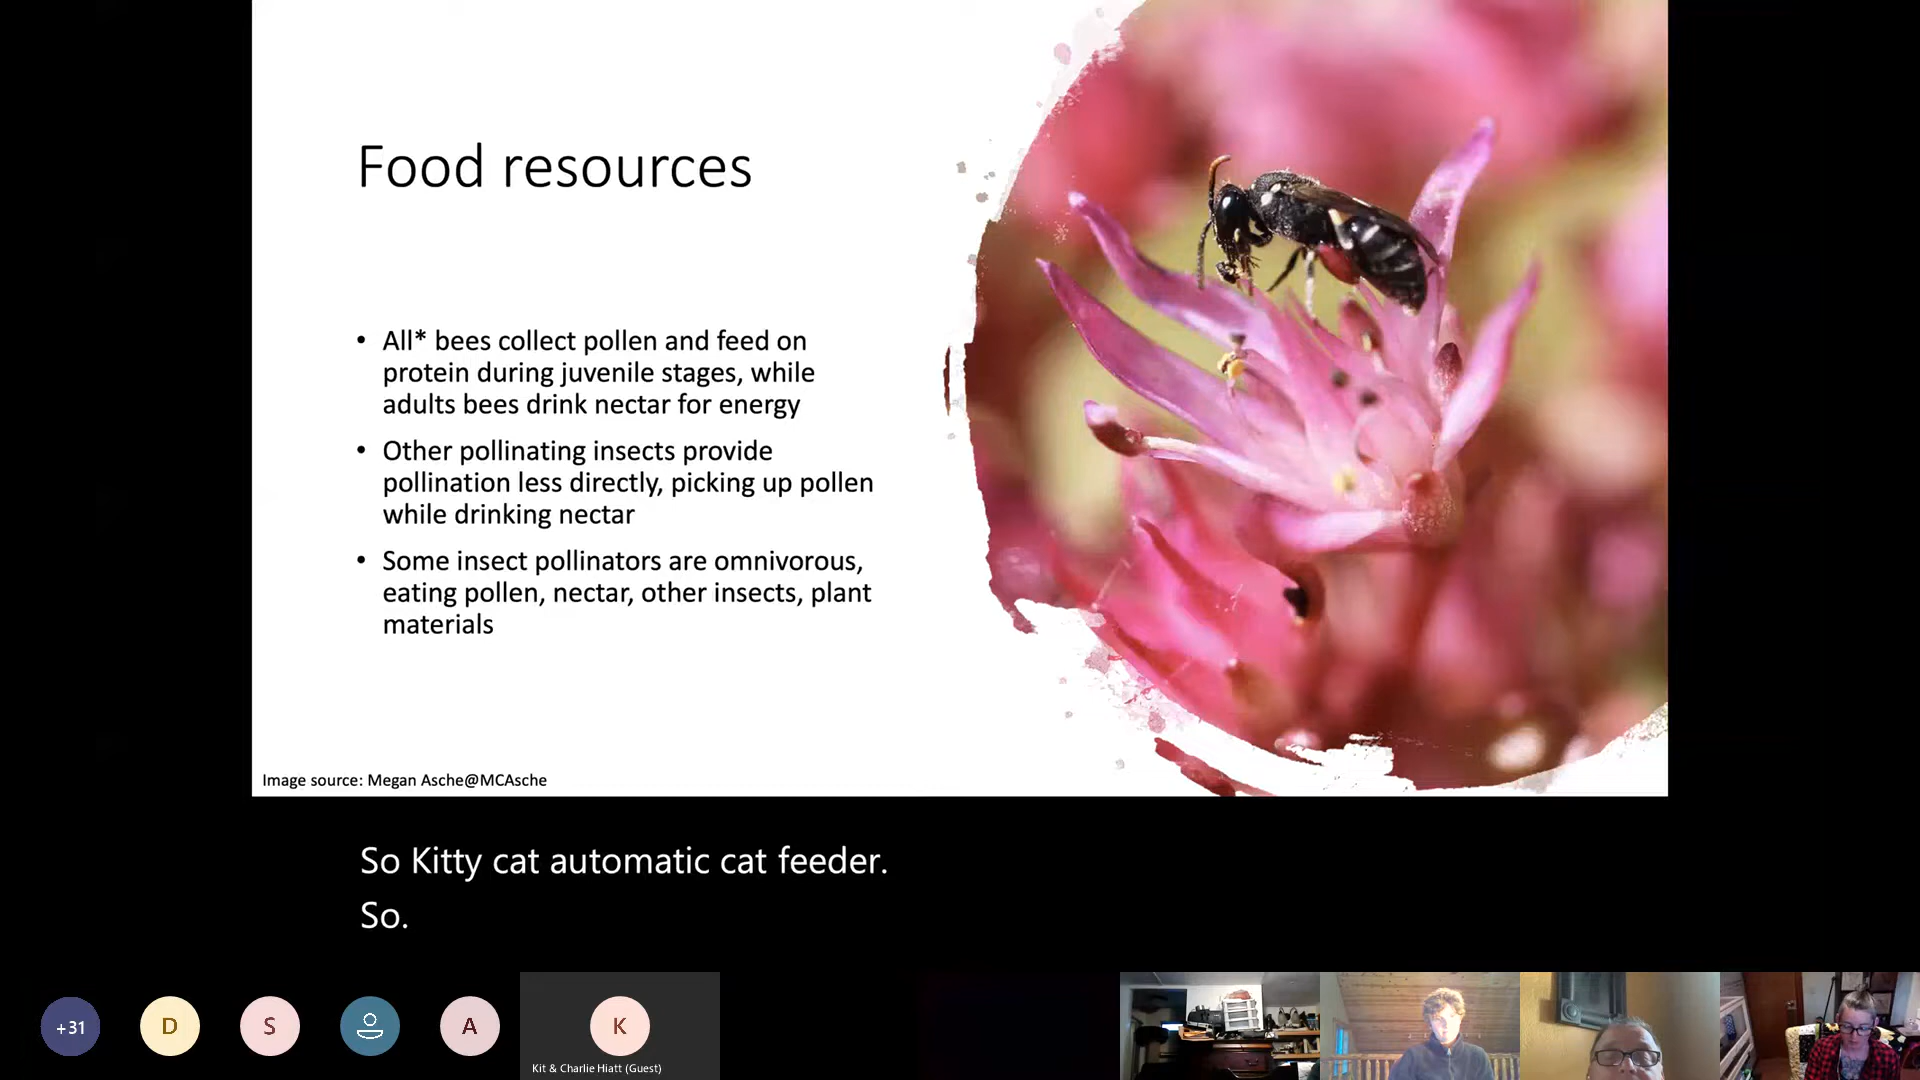 Food resources
• All* bees collect pollen and feed on
protein during juvenile stages, while
adults bees drink nectar for energy
• Other pollinating insects provide
pollination less directly, picking up pollen
while drinking nectar
• Some insect pollinators are omnivorous,
eating pollen, nectar, other insects, plant
materials
Image source: Megan Asche@MCAsche
So Kitty cat automatic cat feeder.
So.
+31
D
S
A
K
Kit & Charlie Hiatt (Guest)